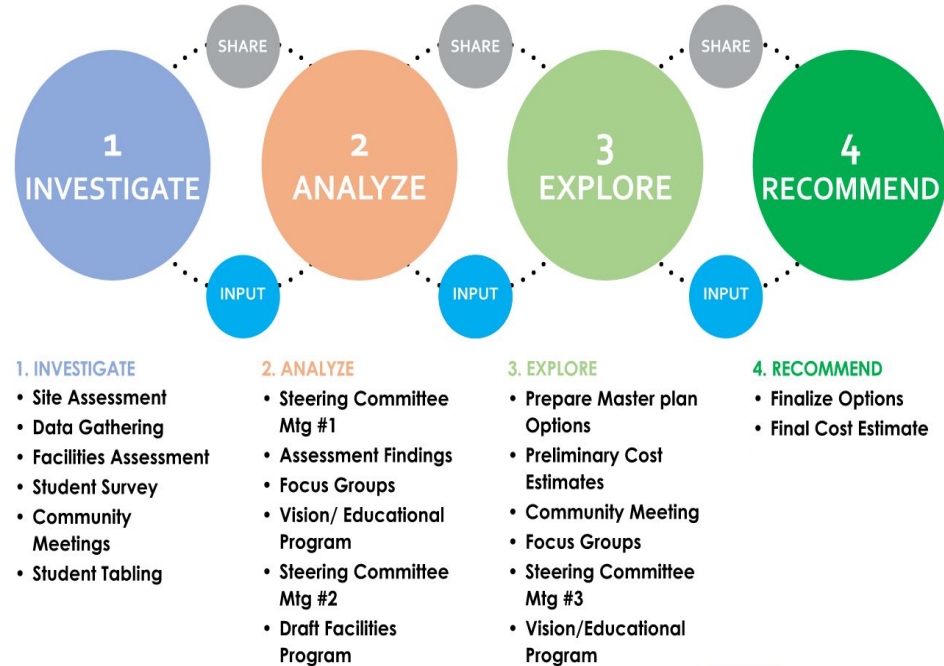 SHARE
SHARE
SHARE
1
INVESTIGATE
2
ANALYZE
3
EXPLORE
4
RECOMMEND
INPUT
INPUT
INPUT
1. INVESTIGATE
• Site Assessment
• Data Gathering
• Facilities Assessment
• Student Survey
• Community
Meetings
• Student Tabling
2. ANALYZE
• Steering Committee
Mtg #1
• Assessment Findings
• Focus Groups
• Vision/ Educational
Program
• Steering Committee
Mtg #2
• Draft Facilities
Program
3. EXPLORE
• Prepare Master plan
Options
• Preliminary Cost
Estimates
• Community Meeting
• Focus Groups
• Steering Committee
Mtg #3
• Vision/Educational
Program
4. RECOMMEND
• Finalize Options
• Final Cost Estimate